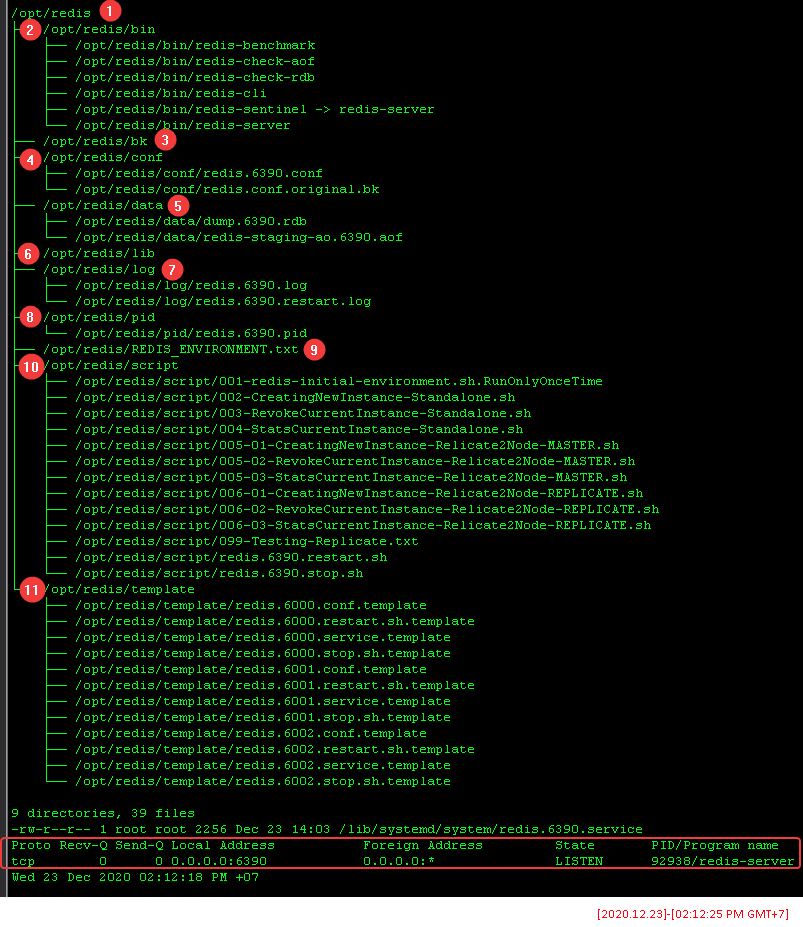 /opt/redis 1
2 /opt/redis/bin
/opt/redis/bin/redis-benchmark
/opt/redis/bin/redis-check-aof
/opt/redis/bin/redis-check-rdb
/opt/redis/bin/redis-cli
/opt/redis/bin/redis-sentinel -> redis-server
/opt/redis/bin/redis-server
/opt/redis/bk 3
4 /opt/redis/conf
/opt/redis/conf/redis.6390.conf
/opt/redis/conf/redis.conf.original.bk
/opt/redis/data 5
/opt/redis/data/dump.6390.rdb
/opt/redis/data/redis-staging-ao.6390.aof
6 /opt/redis/lib
/opt/redis/log 7
/opt/redis/log/redis.6390.log
/opt/redis/log/redis.6390.restart.log
8 /opt/redis/pid
/opt/redis/pid/redis.6390.pid
/opt/redis/REDIS_ENVIRONMENT.txt 9
10 /opt/redis/script
/opt/redis/script/001-redis-initial-environment.sh.RunOnlyOnceTime
/opt/redis/script/002-CreatingNewInstance-Standalone.sh
/opt/redis/script/003-RevokeCurrentInstance-Standalone.sh
/opt/redis/script/004-StatsCurrentInstance-Standalone.sh
/opt/redis/script/005-01-CreatingNewInstance-Relicate2Node-MASTER.sh
/opt/redis/script/005-02-RevokeCurrentInstance-Relicate2Node-MASTER.sh
/opt/redis/script/005-03-StatsCurrentInstance-Relicate2Node-MASTER.sh
/opt/redis/script/006-01-CreatingNewInstance-Relicate2Node-REPLICATE.sh
/opt/redis/script/006-02-RevokeCurrentInstance-Relicate2Node-REPLICATE.sh
/opt/redis/script/006-03-StatsCurrentInstance-Relicate2Node-REPLICATE.sh
/opt/redis/script/099-Testing-Replicate.txt
/opt/redis/script/redis.6390.restart.sh
/opt/redis/script/redis.6390.stop.sh
11 /opt/redis/template
/opt/redis/template/redis.6000.conf.template
/opt/redis/template/redis.6000.restart.sh.template
/opt/redis/template/redis.6000.service.template
/opt/redis/template/redis.6000.stop.sh.template
/opt/redis/template/redis.6001.conf.template
/opt/redis/template/redis.6001.restart.sh.template
/opt/redis/template/redis.6001.service.template
/opt/redis/template/redis.6001.stop.sh.template
/opt/redis/template/redis.6002.conf.template
/opt/redis/template/redis.6002.restart.sh.template
/opt/redis/template/redis.6002.service.template
/opt/redis/template/redis.6002.stop.sh.template
9 directories, 39 files
-rw-r--r-- 1 root root 2256 Dec 23 14:03 /lib/systemd/system/redis.6390.service
Proto Recv-Q Send-Q Local Address Foreign Address State PID/Program name
tcp 0 0 0.0.0.0:6390 0.0.0.0:* LISTEN 92938/redis-server
Wed 23 Dec 2020 02:12:18 PM +07
[2020.12.23]-[02:12:25 PM GMT+7]